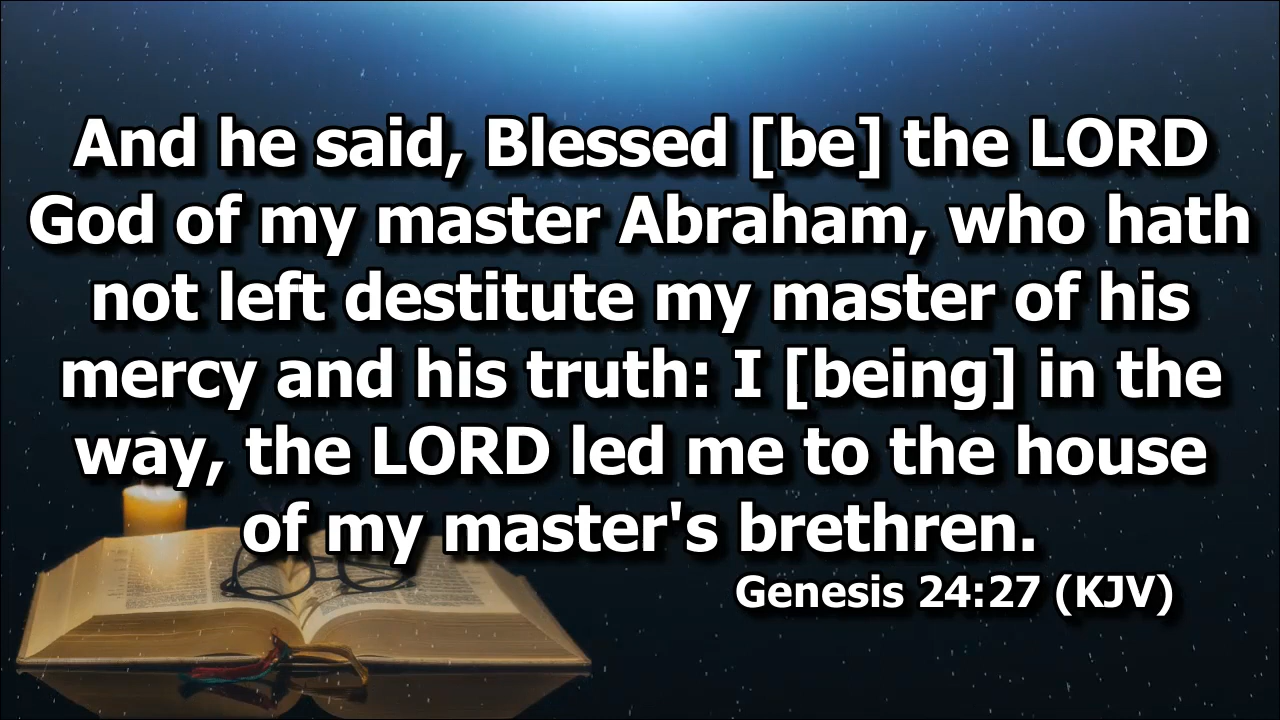 And he said, Blessed [be] the LORD
God of my master Abraham, who hath
not left destitute my master of his
mercy and his truth: I [being] in the
way, the LORD led me to the house
of my master's brethren.
Genesis 24:27 (KJV)